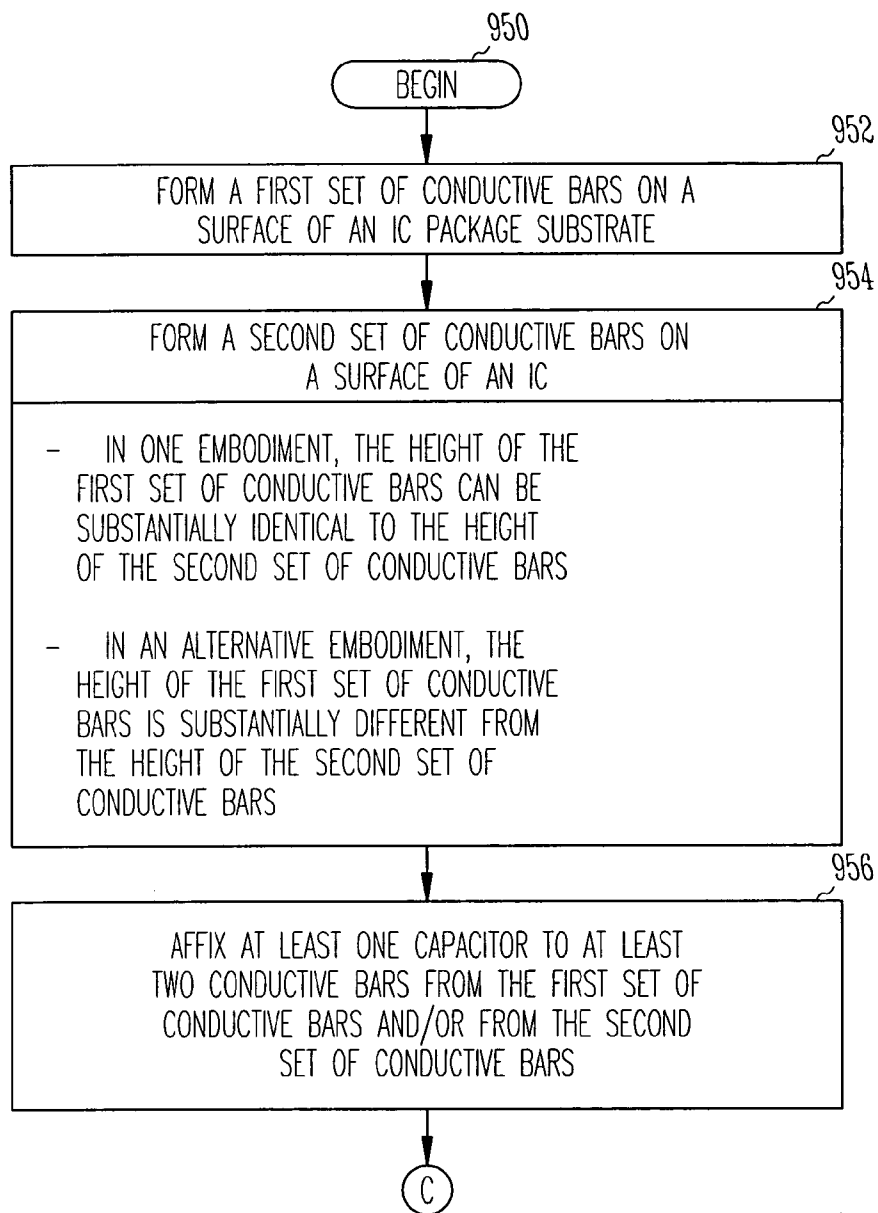 950
BEGIN
952
FORM A FIRST SET OF CONDUCTIVE BARS ON A
SURFACE OF AN IC PACKAGE SUBSTRATE
954
FORM A SECOND SET OF CONDUCTIVE BARS ON
A SURFACE OF AN IC
- IN ONE EMBODIMENT, THE HEIGHT OF THE
FIRST SET OF CONDUCTIVE BARS CAN BE
SUBSTANTIALLY IDENTICAL TO THE HEIGHT
OF THE SECOND SET OF CONDUCTIVE BARS
- IN AN ALTERNATIVE EMBODIMENT, THE
HEIGHT OF THE FIRST SET OF CONDUCTIVE
BARS IS SUBSTANTIALLY DIFFERENT FROM
THE HEIGHT OF THE SECOND SET OF
CONDUCTIVE BARS
956
AFFIX AT LEAST ONE CAPACITOR TO AT LEAST
TWO CONDUCTIVE BARS FROM THE FIRST SET OF
CONDUCTIVE BARS AND/OR FROM THE SECOND
SET OF CONDUCTIVE BARS
C